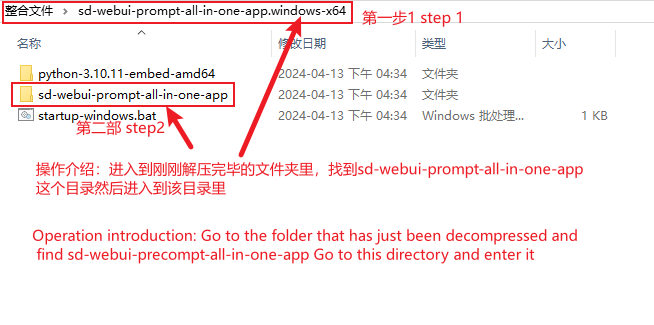 整合文件 › sd-webui-prompt-all-in-one-app.windows-x64
第一步1 step 1
名称 修改日期 类型 大小
python-3.10.11-embed-amd64 2024-04-13 下午 04:34 文件夹
sd-webui-prompt-all-in-one-app 2024-04-13 下午 04:34 文件夹
startup-windows.bat 2024-04-13 下午 04:34 Windows 批处理... 1 KB
第二部 step2
操作介绍：进入到刚刚解压完毕的文件夹里，找到sd-webui-prompt-all-in-one-app
这个目录然后进入到该目录里
Operation introduction: Go to the folder that has just been decompressed and
find sd-webui-precompt-all-in-one-app Go to this directory and enter it